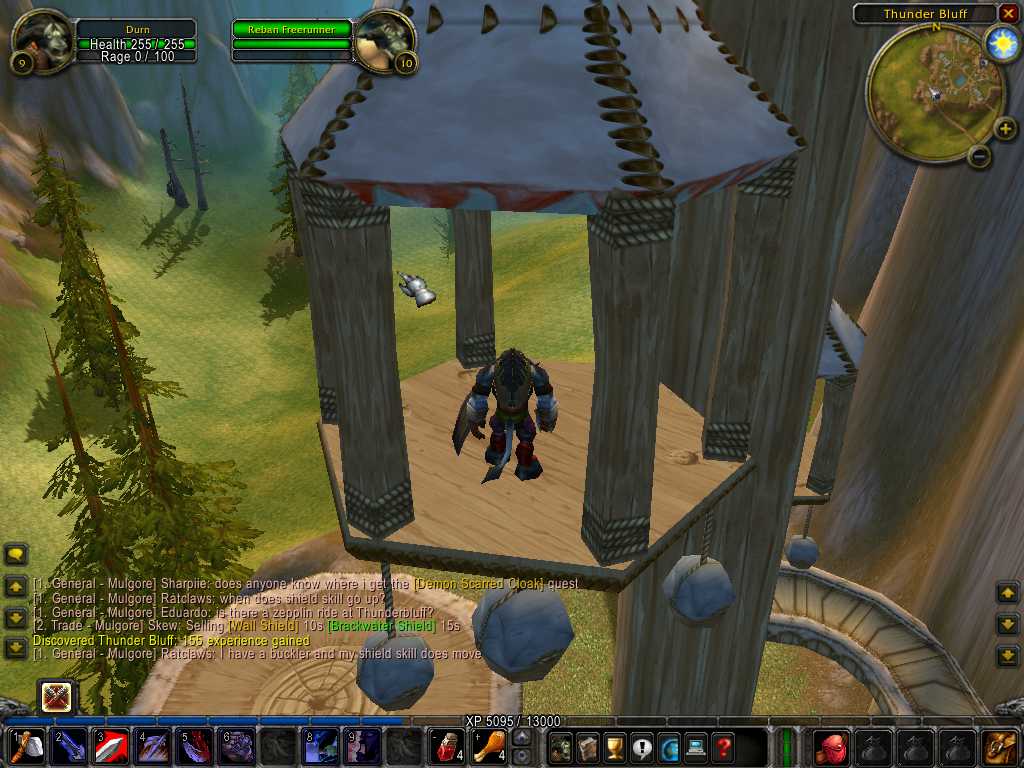 Durn
Health 255 / 255
Rage 0 / 100
9
Reban Freerunner
10
Thunder Bluff
N
[1. General - Mulgore] Sharpiie: does anyone know where i get the [Demon Scarred Cloak] quest
[1. General - Mulgore] Ratclaws: when does shield skill go up?
[1. General - Mulgore] Eduardo: is there a zepplin ride at Thunderbluff?
[2. Trade - Mulgore] Skew: Selling [Wall Shield] 10s [Brackwater Shield] 15s
Discovered Thunder Bluff: 155 experience gained
[1. General - Mulgore] Ratclaws: I have a buckler and my shield skill does move
XP 5095 / 13000
1 2 3 4 5 6 8 9 - 4 + 4